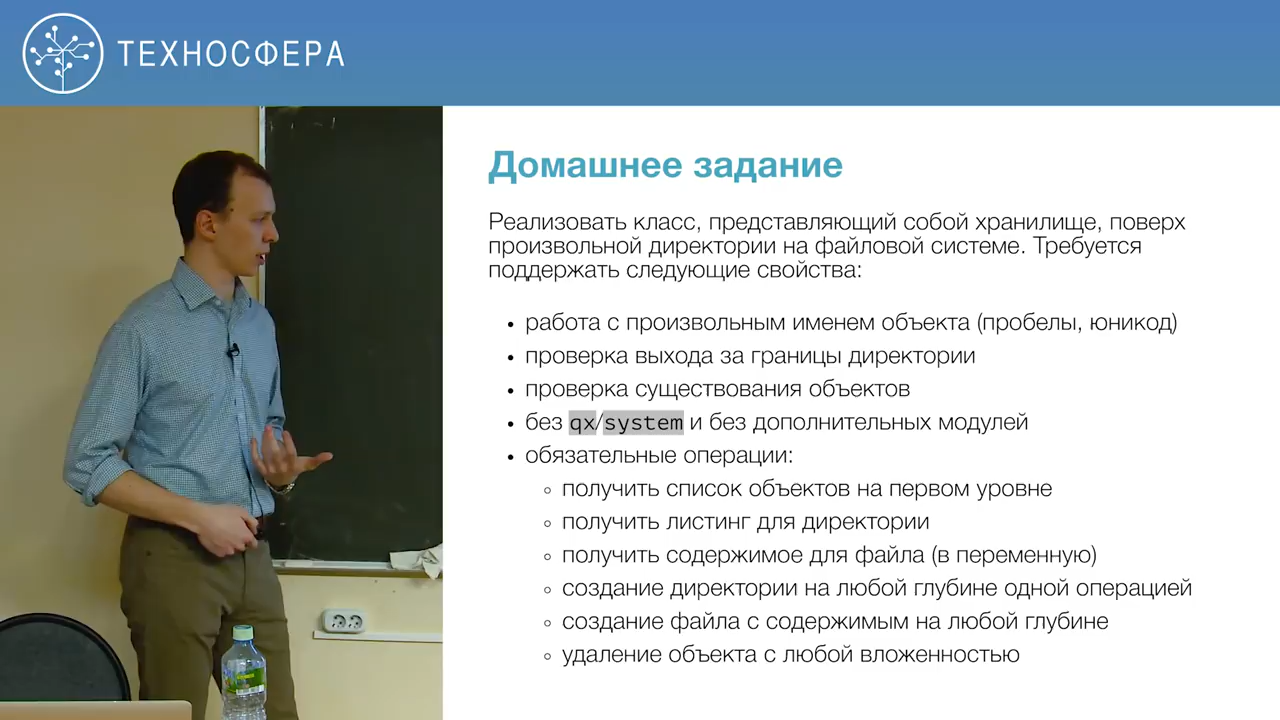 ТЕХНОСФЕРА
Домашнее задание
Реализовать класс, представляющий собой хранилище, поверх
произвольной директории на файловой системе. Требуется
поддержать следующие свойства:
• работа с произвольным именем объекта (пробелы, юникод)
• проверка выхода за границы директории
• проверка существования объектов
• без qx/system и без дополнительных модулей
• обязательные операции:
◦ получить список объектов на первом уровне
◦ получить листинг для директории
◦ получить содержимое для файла (в переменную)
◦ создание директории на любой глубине одной операцией
◦ создание файла с содержимым на любой глубине
◦ удаление объекта с любой вложенностью